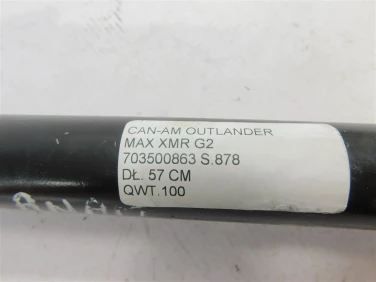 CAN-AM OUTLANDER
MAX XMR G2
703500863 S.878
DŁ. 57 CM
QWT.100